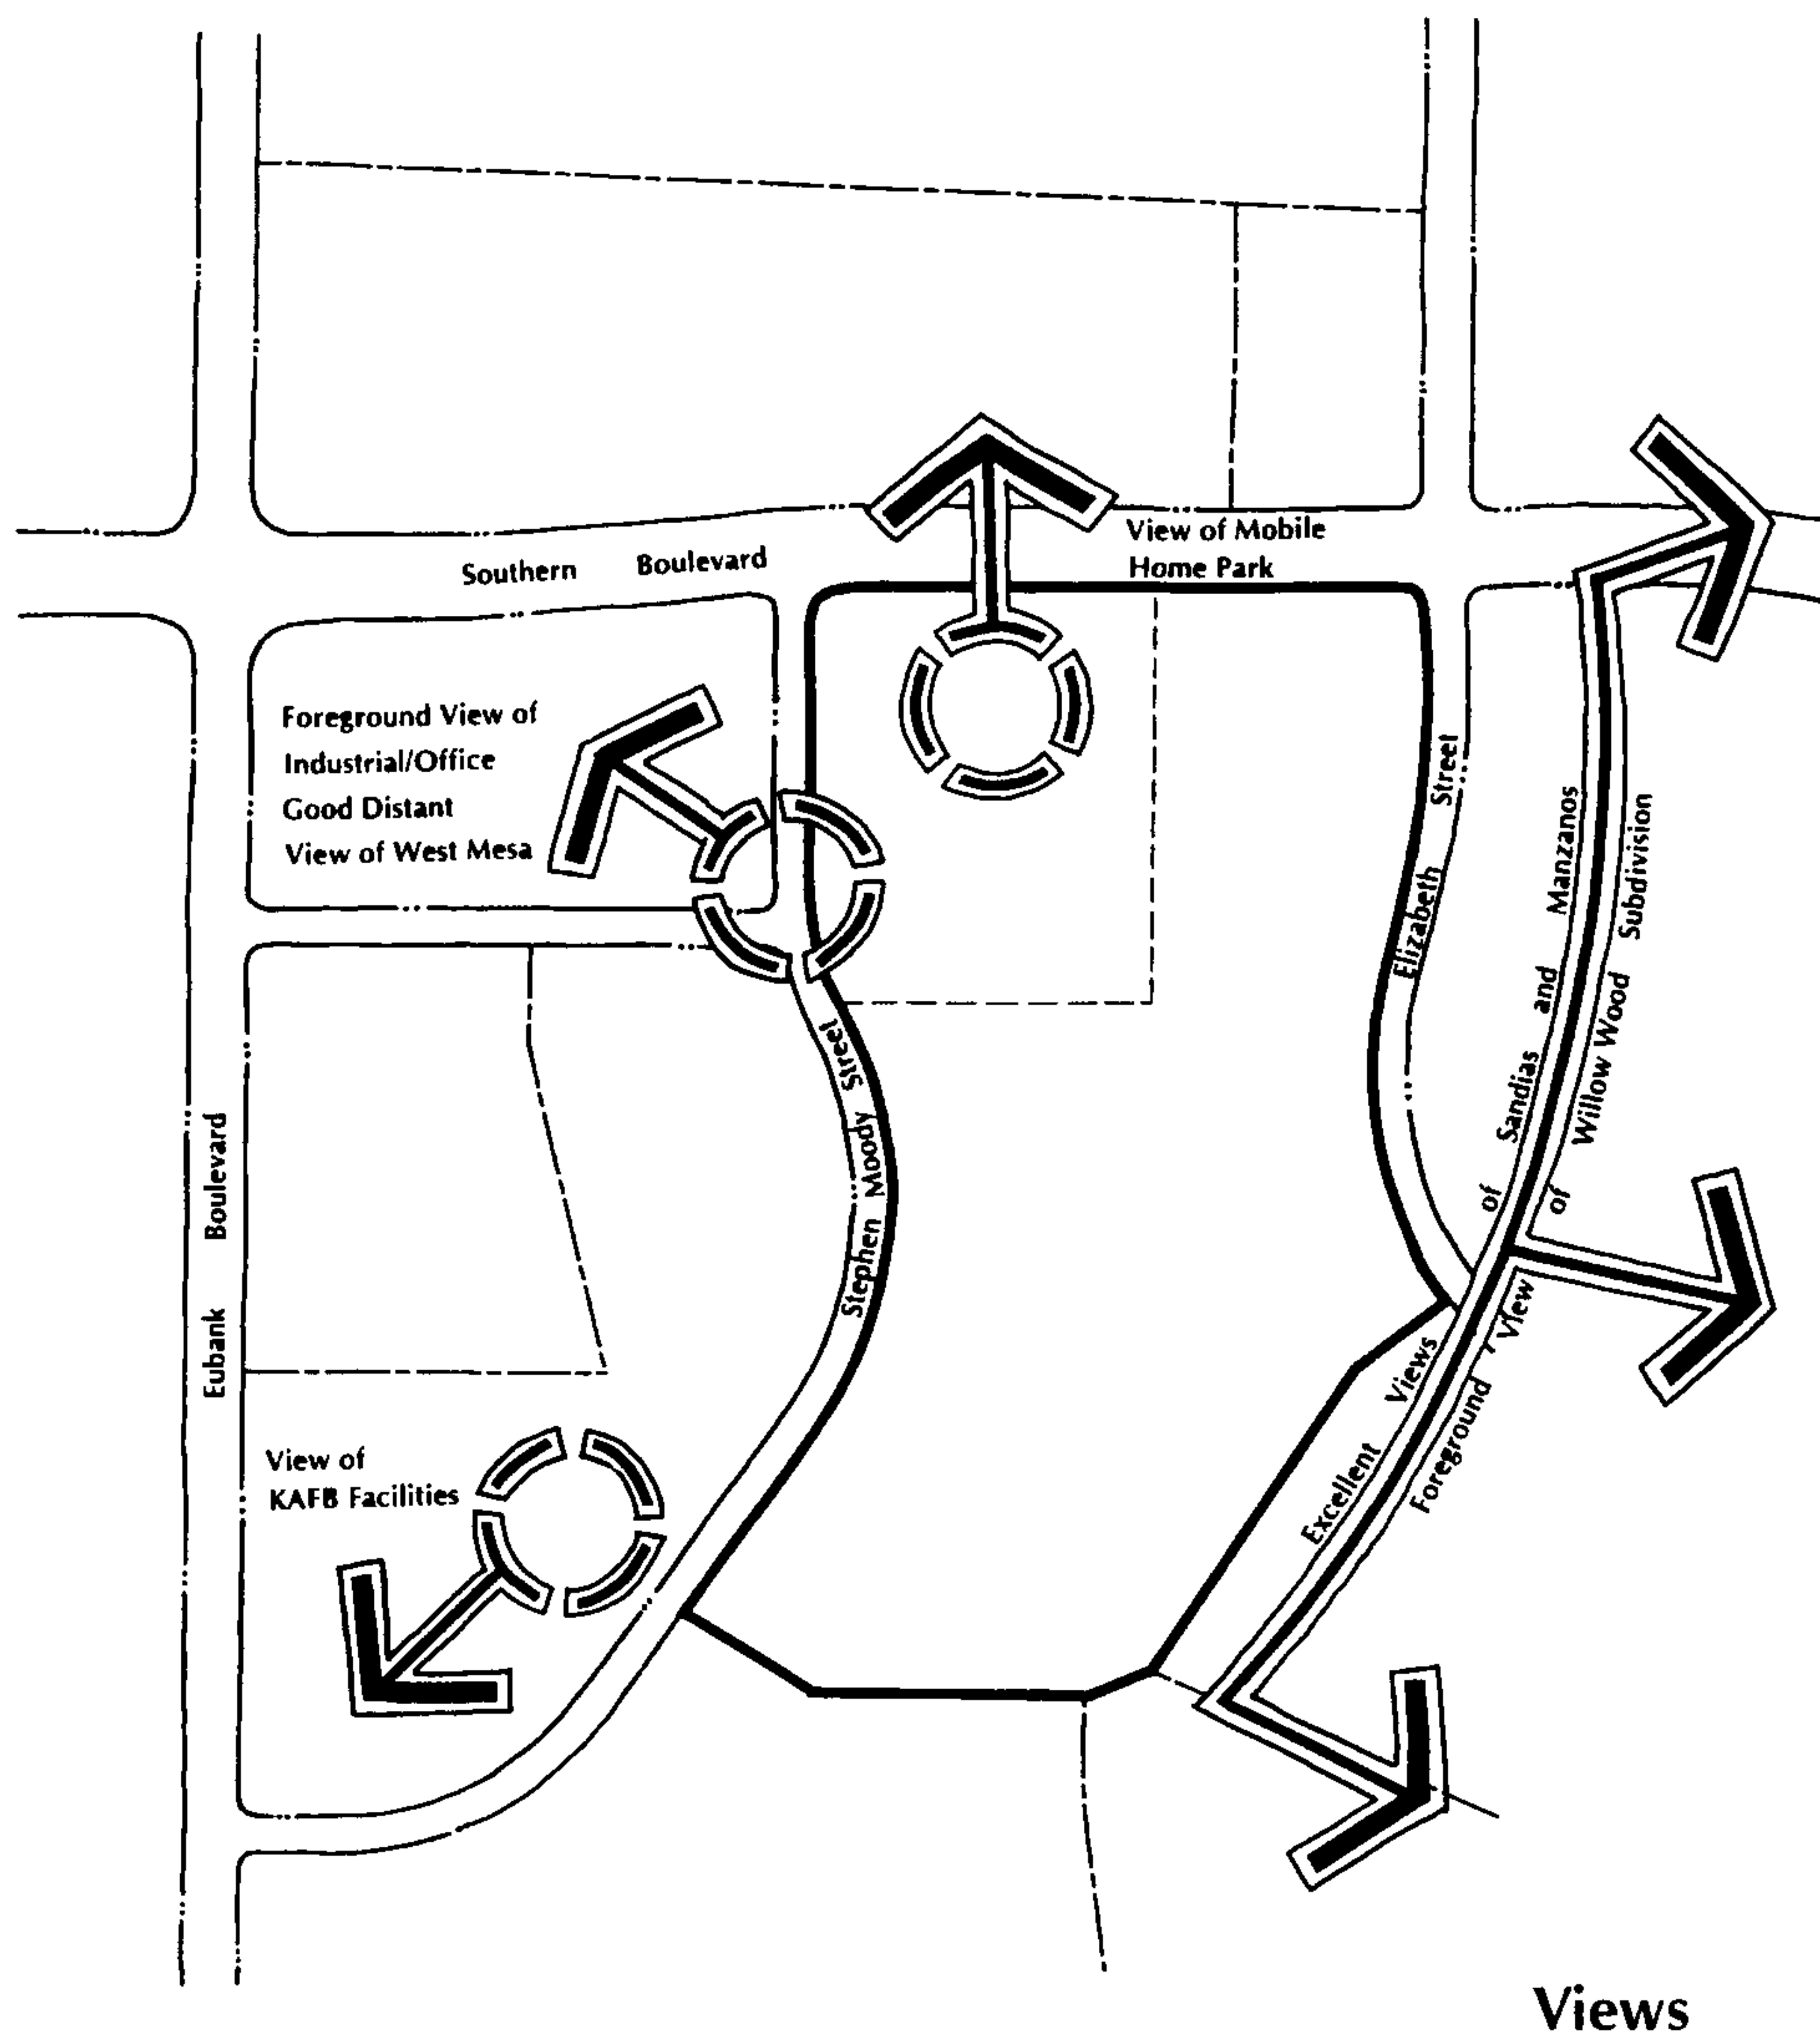 View of Mobile
Home Park
Southern Boulevard
Foreground View of
Industrial/Office
Good Distant
View of West Mesa
Elizabeth Street
Excellent Views of Sandias and Manzanos
Foreground View of Willow Wood Subdivision
Stephen Moody Street
Eubank Boulevard
View of
KAFB Facilities
Views